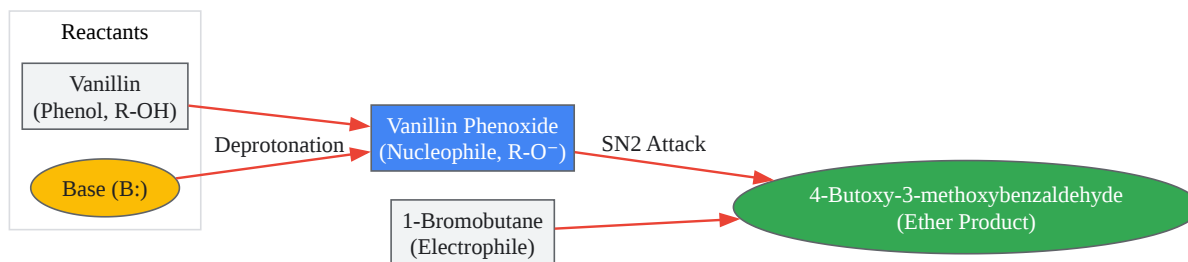 Reactants
Vanillin
(Phenol, R-OH)
Base (B:)
Deprotonation
Vanillin Phenoxide
(Nucleophile, R-O⁻)
SN2 Attack
1-Bromobutane
(Electrophile)
4-Butoxy-3-methoxybenzaldehyde
(Ether Product)